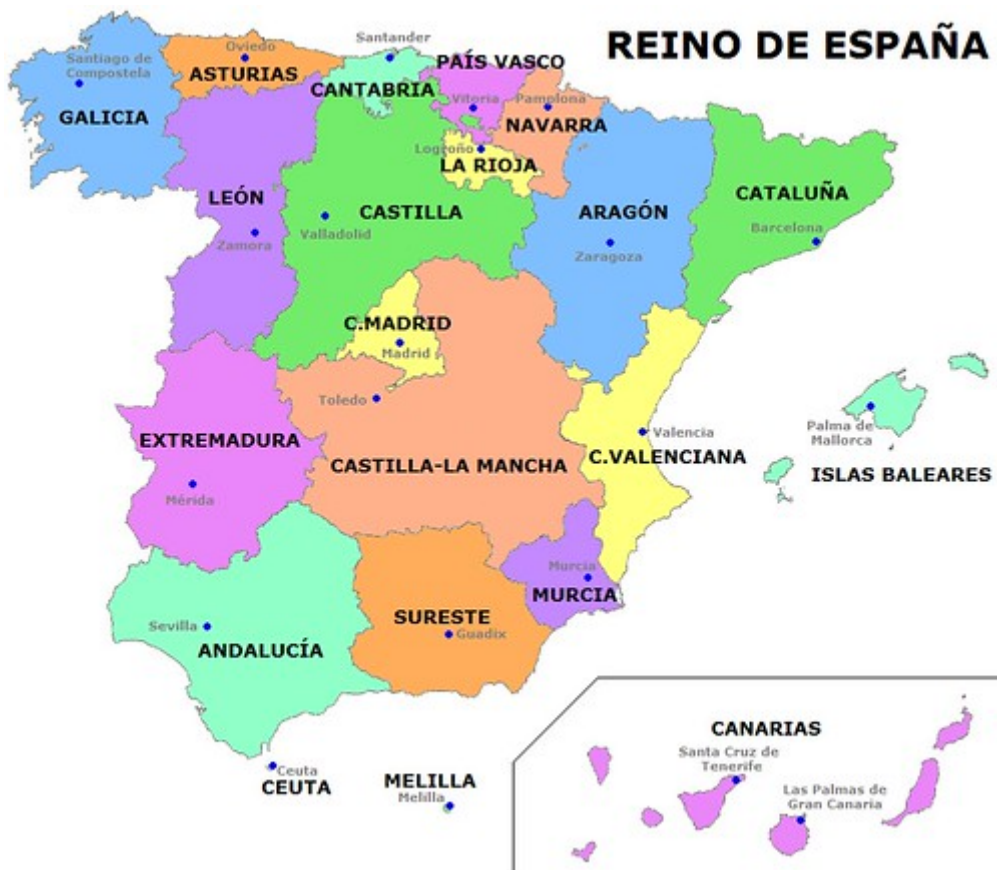 REINO DE ESPAÑA
Santander
Oviedo
ASTURIAS
Santiago de
Compostela
GALICIA
CANTABRIA
PAÍS VASCO
Vitoria
Pamplona
NAVARRA
Logroño
LA RIOJA
LEÓN
Zamora
CASTILLA
Valladolid
ARAGÓN
Zaragoza
CATALUÑA
Barcelona
C.MADRID
Madrid
Toledo
CASTILLA-LA MANCHA
EXTREMADURA
Mérida
Valencia
C.VALENCIANA
Palma de
Mallorca
ISLAS BALEARES
Murcia
MURCIA
SURESTE
Guadix
Sevilla
ANDALUCÍA
Ceuta
CEUTA
MELILLA
Melilla
CANARIAS
Santa Cruz de
Tenerife
Las Palmas de
Gran Canaria